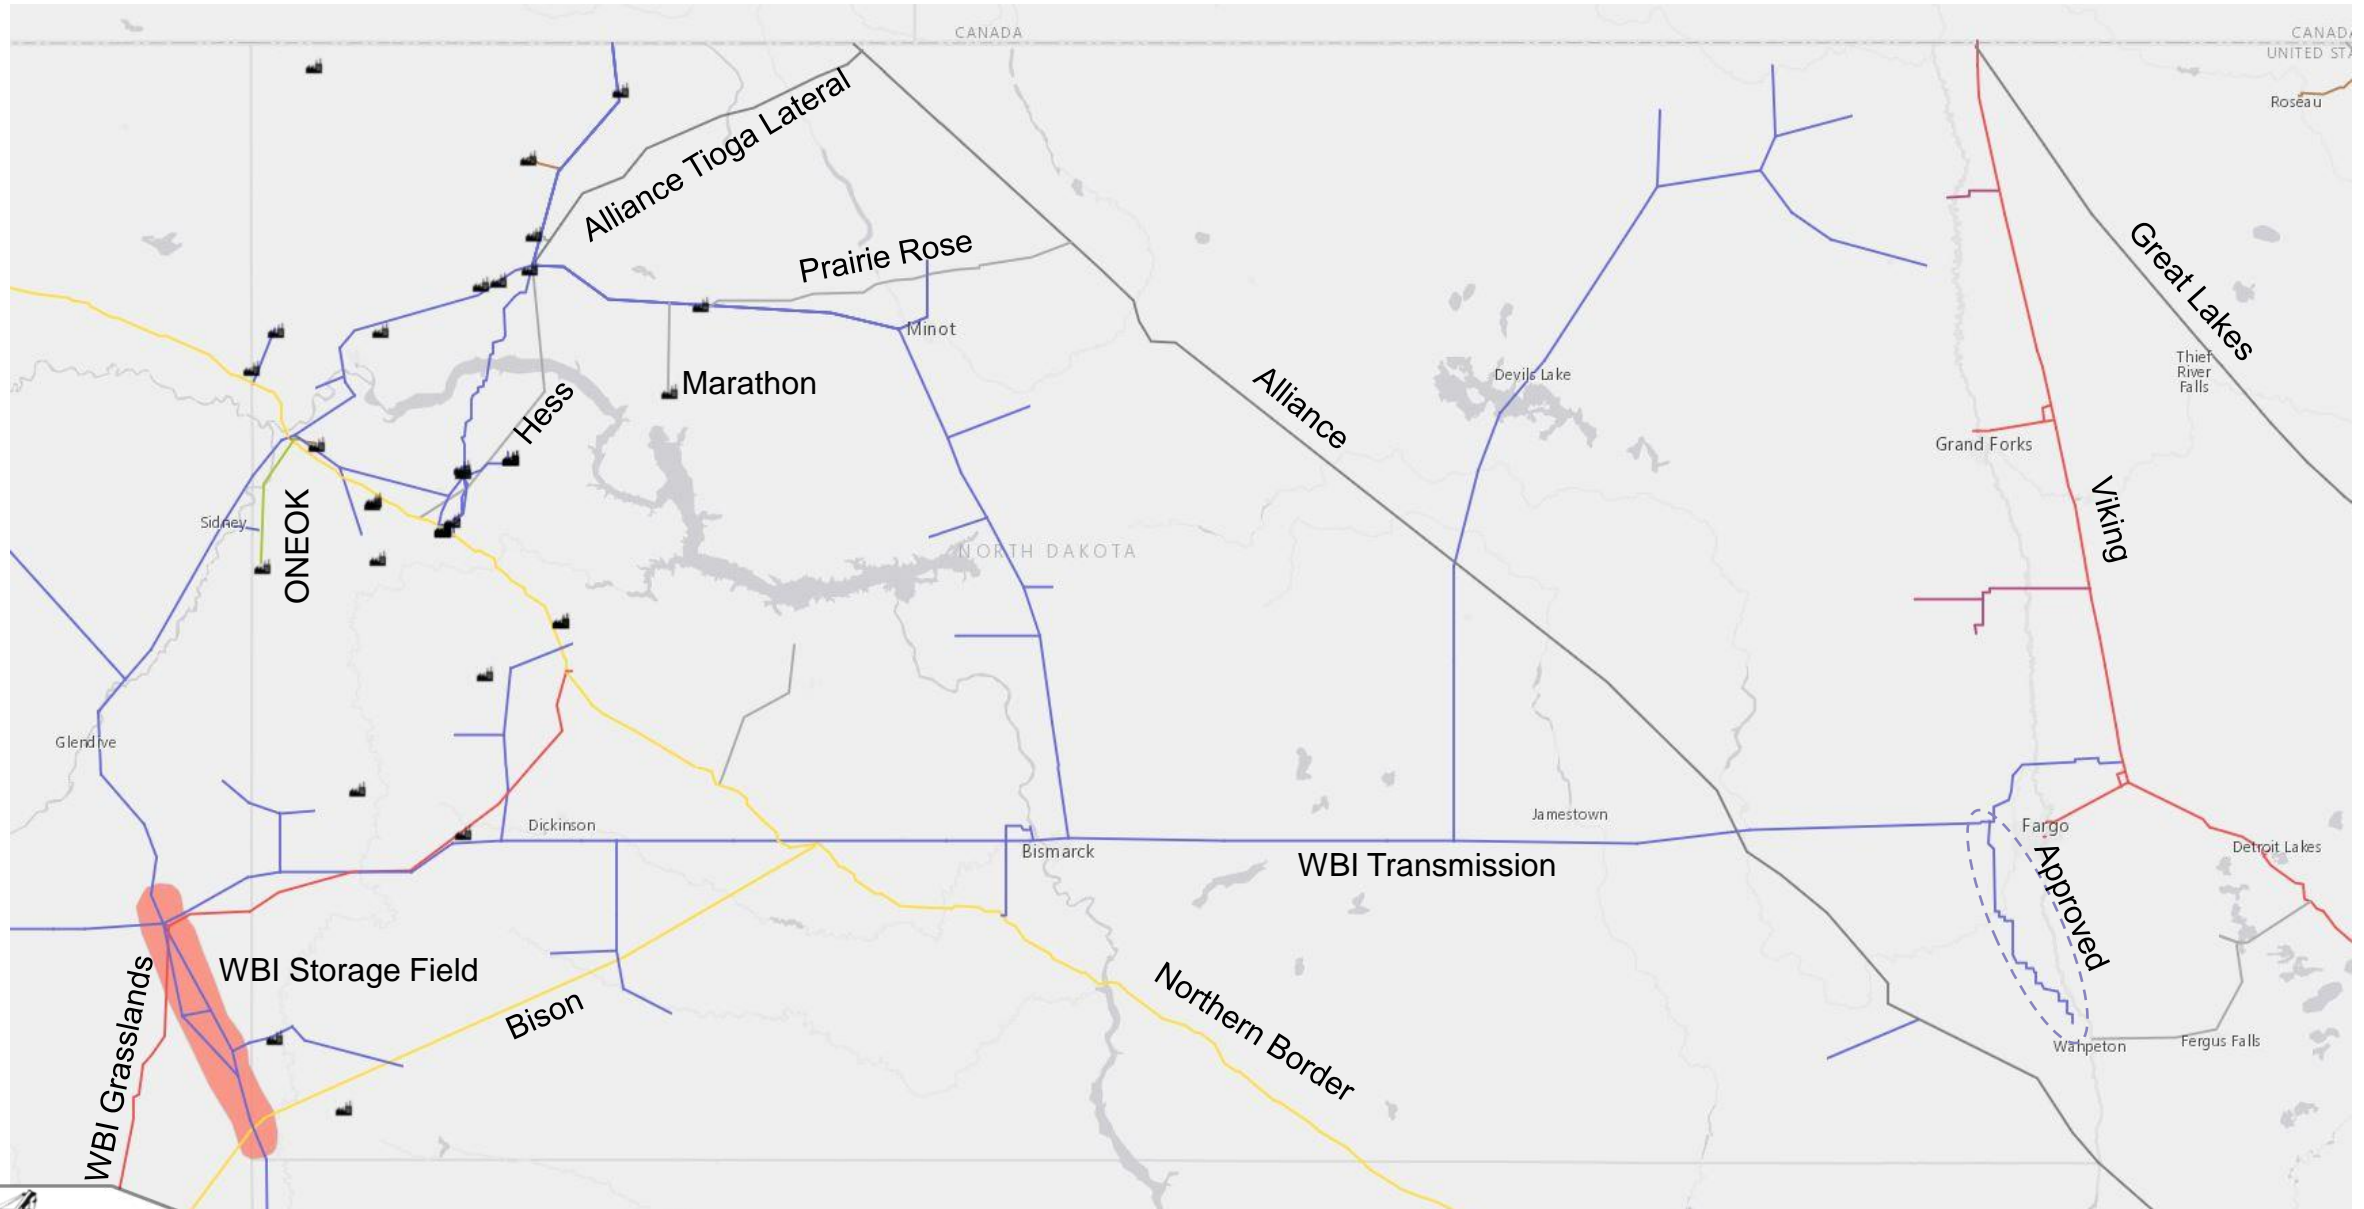 CANADA
CANADA
UNITED STA
Roseau
Alliance Tioga Lateral
Prairie Rose
Great Lakes
Minot
Thief
River
Falls
Devils Lake
Marathon
Hess
Alliance
Grand Forks
Viking
Sidney
ONEOK
NORTH DAKOTA
Glendive
Dickinson
Jamestown
Bismarck
Fargo
Detroit Lakes
WBI Transmission
Approved
WBI Storage Field
WBI Grasslands
Bison
Northern Border
Wahpeton
Fergus Falls